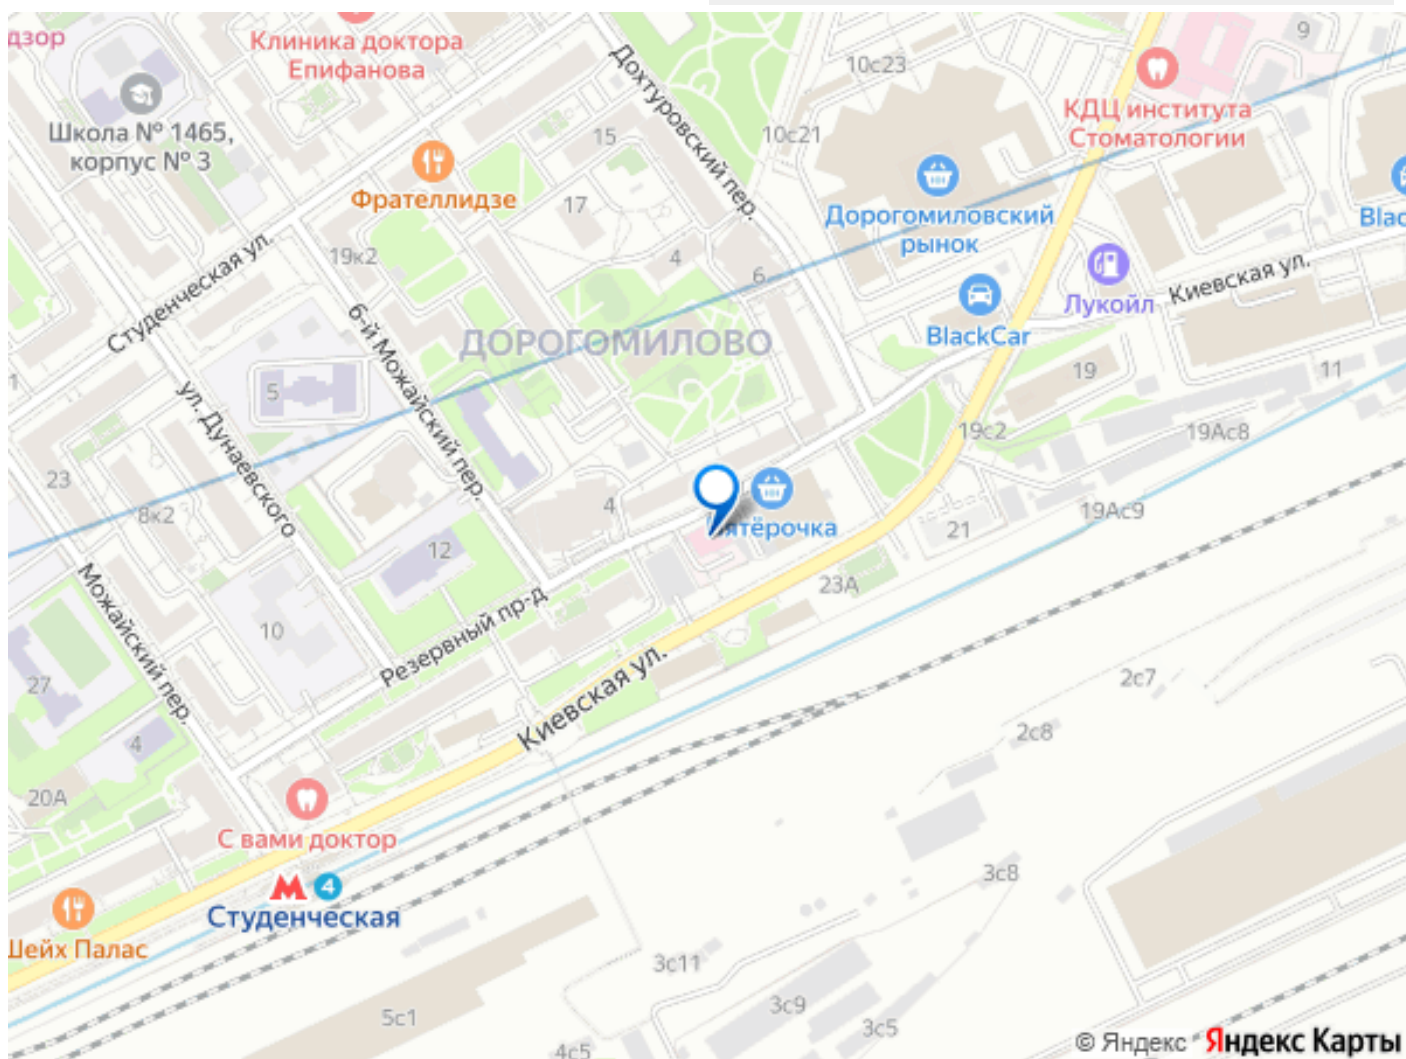 дзор
Клиника доктора
Епифанова
Школа № 1465,
корпус № 3
Фрателлидзе
Дохтуровский пер.
10с23
10с21
9
КДЦ института
Стоматологии
Дорогомиловский
рынок
Blac
BlackCar
Лукойл
Киевская ул.
15
17
19к2
4
6
Студенческая ул.
6-й Можайский пер.
ДОРОГОМИЛОВО
1
5
ул. Дунаевского
19
11
19с2
19Ас8
19Ас9
23
8к2
4
12
21
23А
Можайский пер.
Резервный пр-д
10
27
4
20А
Киевская ул.
2с7
2с8
С вами доктор
М 4
Студенческая
Шейх Палас
3с8
3с11
3с9
3с5
5с1
4с5
© Яндекс Яндекс Карты